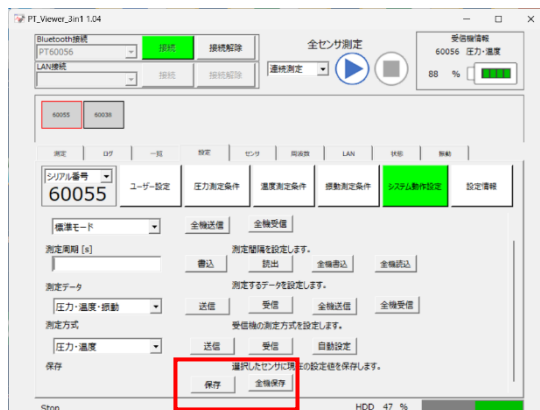 PT_Viewer_3in1 1.04
Bluetooth接続
PT60056
接続
接続解除
LAN接続
接続
接続解除
全センサ測定
連続測定
受信機情報
60056 圧力・温度
88 %
60055
60038
測定
ログ
一覧
設定
センサ
周波数
LAN
状態
振動
シリアル番号
60055
ユーザー設定
圧力測定条件
温度測定条件
振動測定条件
システム動作設定
設定情報
標準モード
全機送信
全機受信
測定周期 [s]
測定間隔を設定します。
書込
読出
全機書込
全機読込
測定データ
測定するデータを設定します。
圧力・温度・振動
送信
受信
全機送信
全機受信
測定方式
受信機の測定方式を設定します。
圧力・温度
送信
受信
自動設定
保存
選択したセンサに現在の設定値を保存します。
保存
全機保存
Stop
HDD 47 %